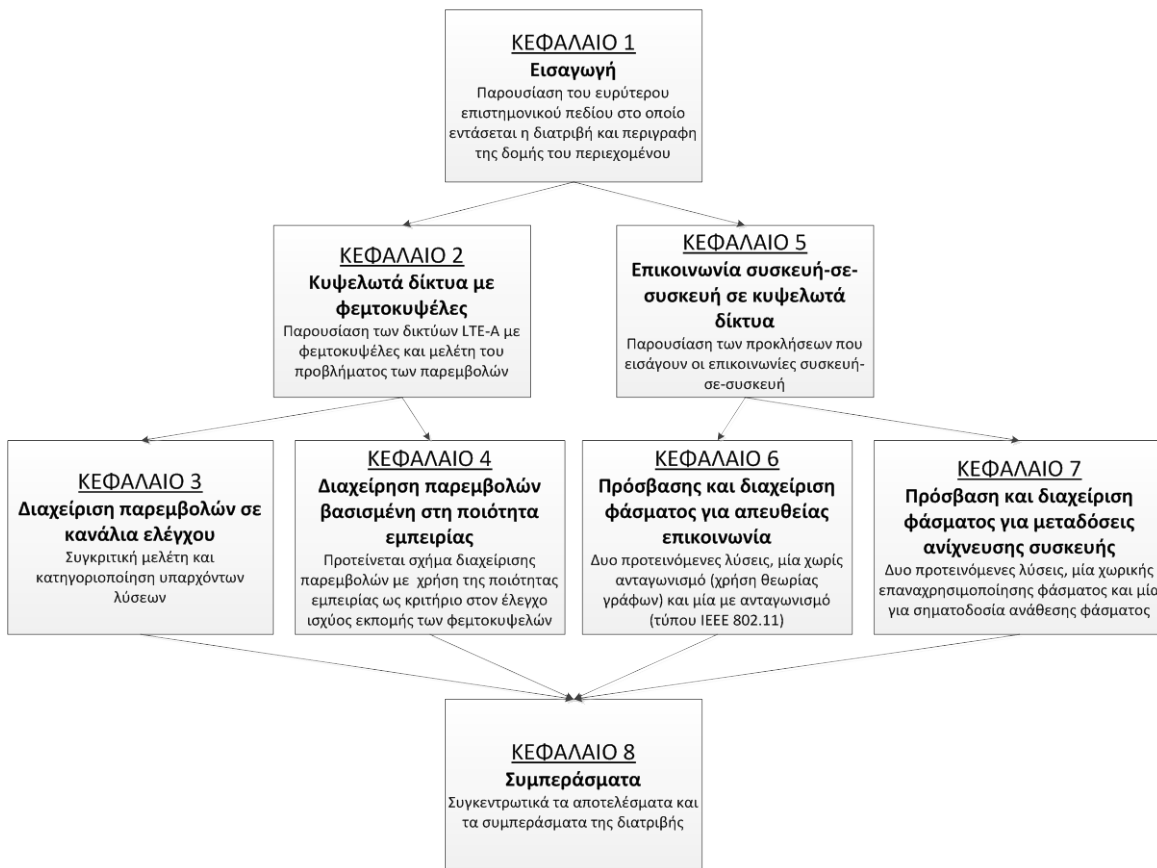 ΚΕΦΑΛΑΙΟ 1
Εισαγωγή
Παρουσίαση του ευρύτερου
επιστημονικού πεδίου στο οποίο
εντάσεται η διατριβή και περιγραφη
της δομής του περιεχομένου
ΚΕΦΑΛΑΙΟ 2
Κυψελωτά δίκτυα με
φεμτοκυψέλες
Παρουσίαση των δικτύων LTE-A με
φεμτοκυψέλες και μελέτη του
προβλήματος των παρεμβολών
ΚΕΦΑΛΑΙΟ 5
Επικοινωνία συσκευή-σε-
συσκευή σε κυψελωτά
δίκτυα
Παρουσίαση των προκλήσεων που
εισάγουν οι επικοινωνίες συσκευή-
σε-συσκευή
ΚΕΦΑΛΑΙΟ 3
Διαχείριση παρεμβολών σε
κανάλια ελέγχου
Συγκριτική μελέτη και
κατηγοριοποίηση υπαρχόντων
λύσεων
ΚΕΦΑΛΑΙΟ 4
Διαχείρηση παρεμβολών
βασισμένη στη ποιότητα
εμπειρίας
Προτείνεται σχήμα διαχείρισης
παρεμβολών με χρήση της ποιότητας
εμπειρίας ως κριτήριο στον έλεγχο
ισχύος εκπομής των φεμτοκυψελών
ΚΕΦΑΛΑΙΟ 6
Πρόσβασης και διαχείριση
φάσματος για απευθείας
επικοινωνία
Δυο προτεινόμενες λύσεις, μία χωρίς
ανταγωνισμό (χρήση θεωρίας
γράφων) και μία με ανταγωνισμό
(τύπου IEEE 802.11)
ΚΕΦΑΛΑΙΟ 7
Πρόσβαση και διαχείριση
φάσματος για μεταδόσεις
ανίχνευσης συσκευής
Δυο προτεινόμενες λύσεις, μία χωρικής
επαναχρησιμοποίησης φάσματος και μία
για σηματοδοσία ανάθεσης φάσματος
ΚΕΦΑΛΑΙΟ 8
Συμπεράσματα
Συγκεντρωτικά τα αποτελέσματα και
τα συμπεράσματα της διατριβής